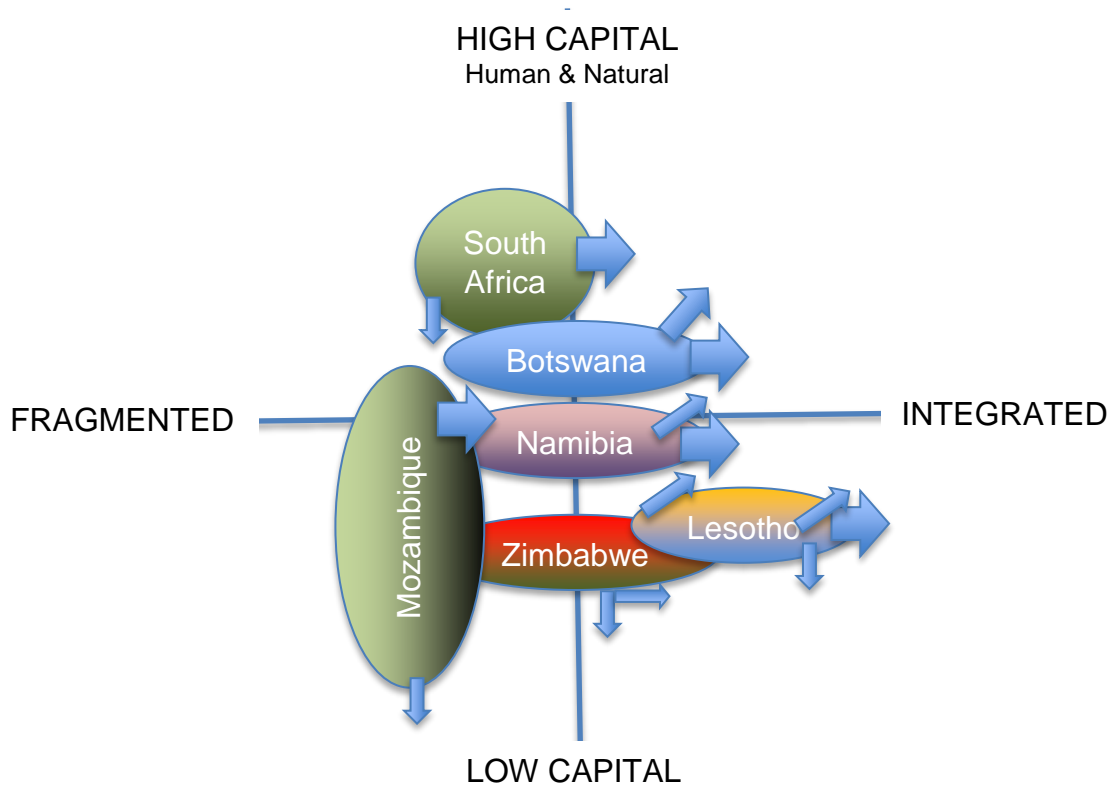 HIGH CAPITAL
Human & Natural
South
Africa
Botswana
FRAGMENTED
INTEGRATED
Namibia
Mozambique
Lesotho
Zimbabwe
LOW CAPITAL